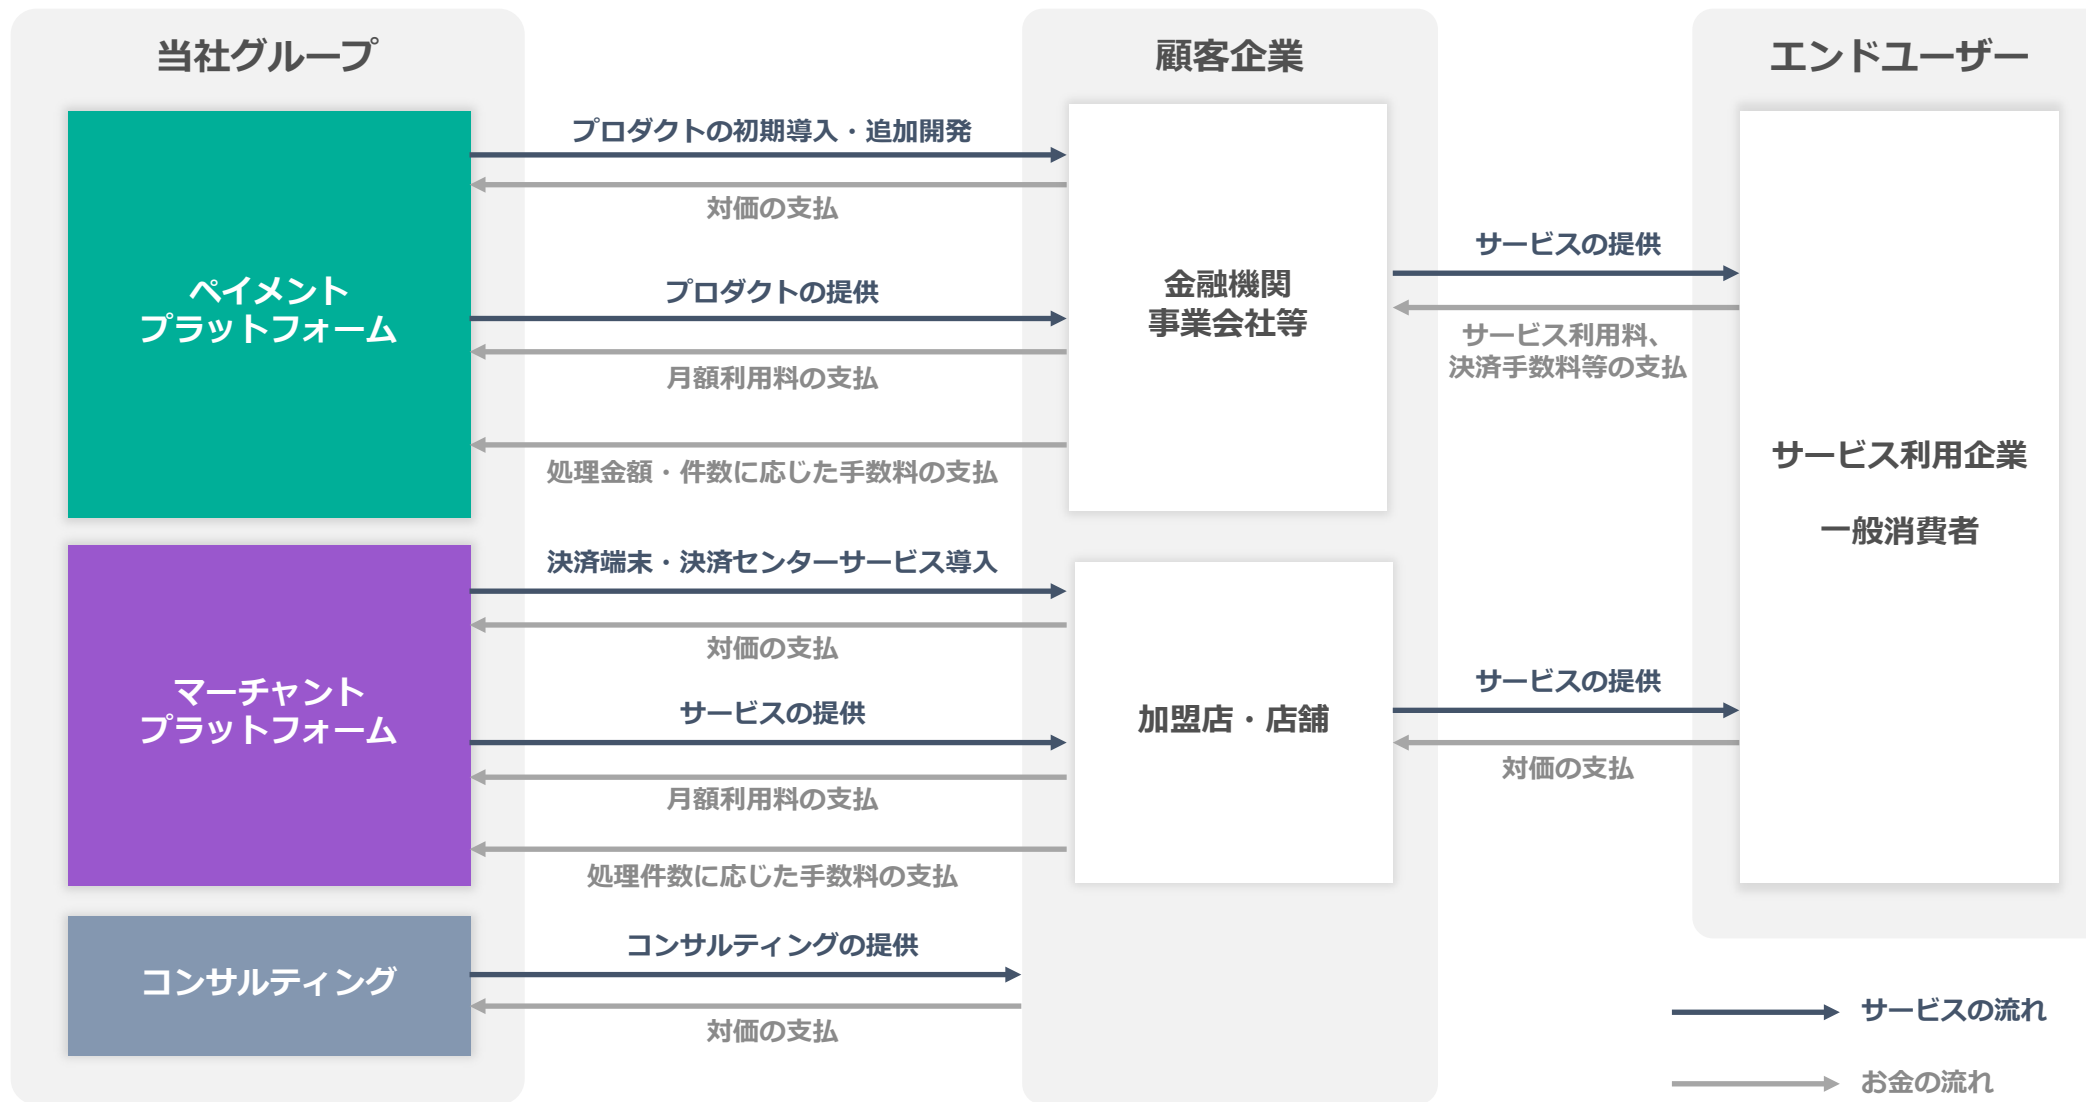 当社グループ
顧客企業
エンドユーザー
ペイメント
プラットフォーム
プロダクトの初期導入・追加開発
対価の支払
プロダクトの提供
月額利用料の支払
処理金額・件数に応じた手数料の支払
金融機関
事業会社等
サービスの提供
サービス利用料、
決済手数料等の支払
サービス利用企業
一般消費者
マーチャント
プラットフォーム
決済端末・決済センターサービス導入
対価の支払
サービスの提供
月額利用料の支払
処理件数に応じた手数料の支払
加盟店・店舗
サービスの提供
対価の支払
コンサルティング
コンサルティングの提供
対価の支払
サービスの流れ
お金の流れ